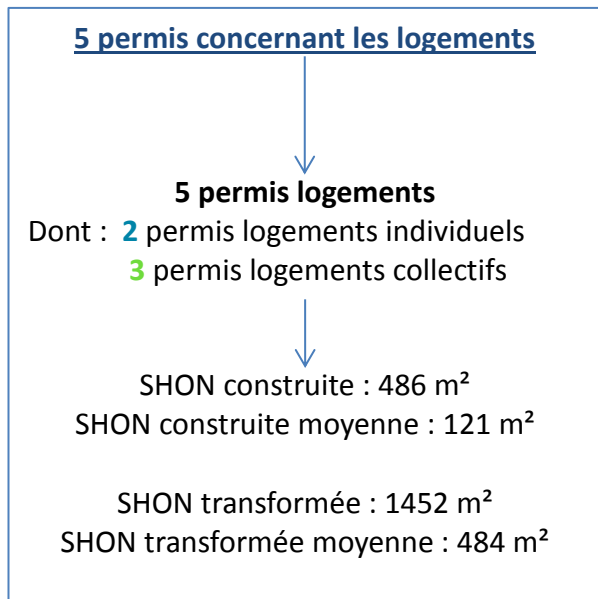 5 permis concernant les logements
5 permis logements
Dont : 2 permis logements individuels
3 permis logements collectifs
SHON construite : 486 m²
SHON construite moyenne : 121 m²
SHON transformée : 1452 m²
SHON transformée moyenne : 484 m²